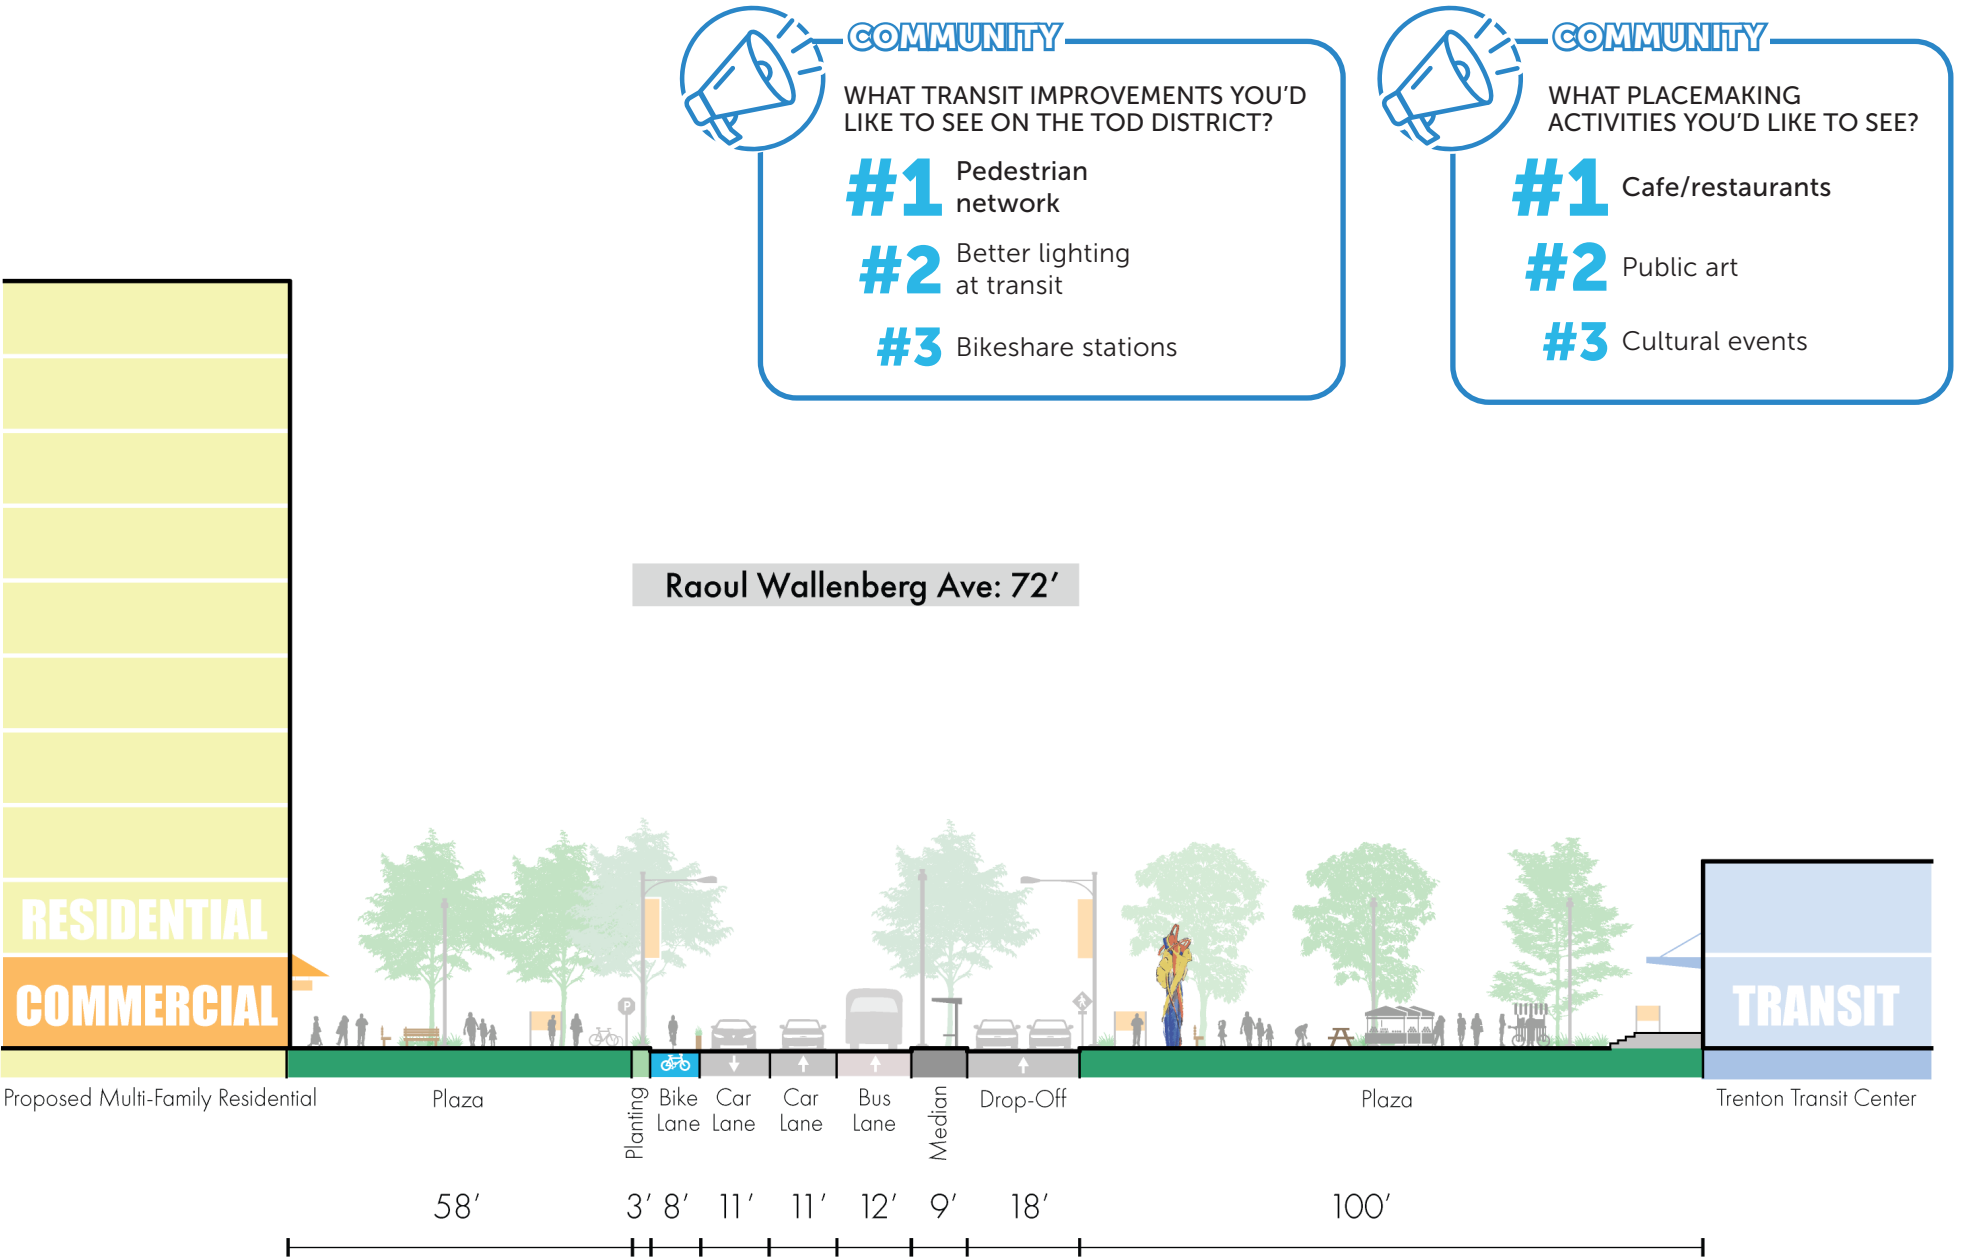 COMMUNITY
WHAT TRANSIT IMPROVEMENTS YOU'D
LIKE TO SEE ON THE TOD DISTRICT?
#1 Pedestrian
network
#2 Better lighting
at transit
#3 Bikeshare stations
COMMUNITY
WHAT PLACEMAKING
ACTIVITIES YOU'D LIKE TO SEE?
#1 Cafe/restaurants
#2 Public art
#3 Cultural events
Raoul Wallenberg Ave: 72'
RESIDENTIAL
COMMERCIAL
P
TRANSIT
Proposed Multi-Family Residential
Plaza
Planting
Bike
Lane
Car
Lane
Car
Lane
Bus
Lane
Median
Drop-Off
Plaza
Trenton Transit Center
58' 3' 8' 11' 11' 12' 9' 18' 100'